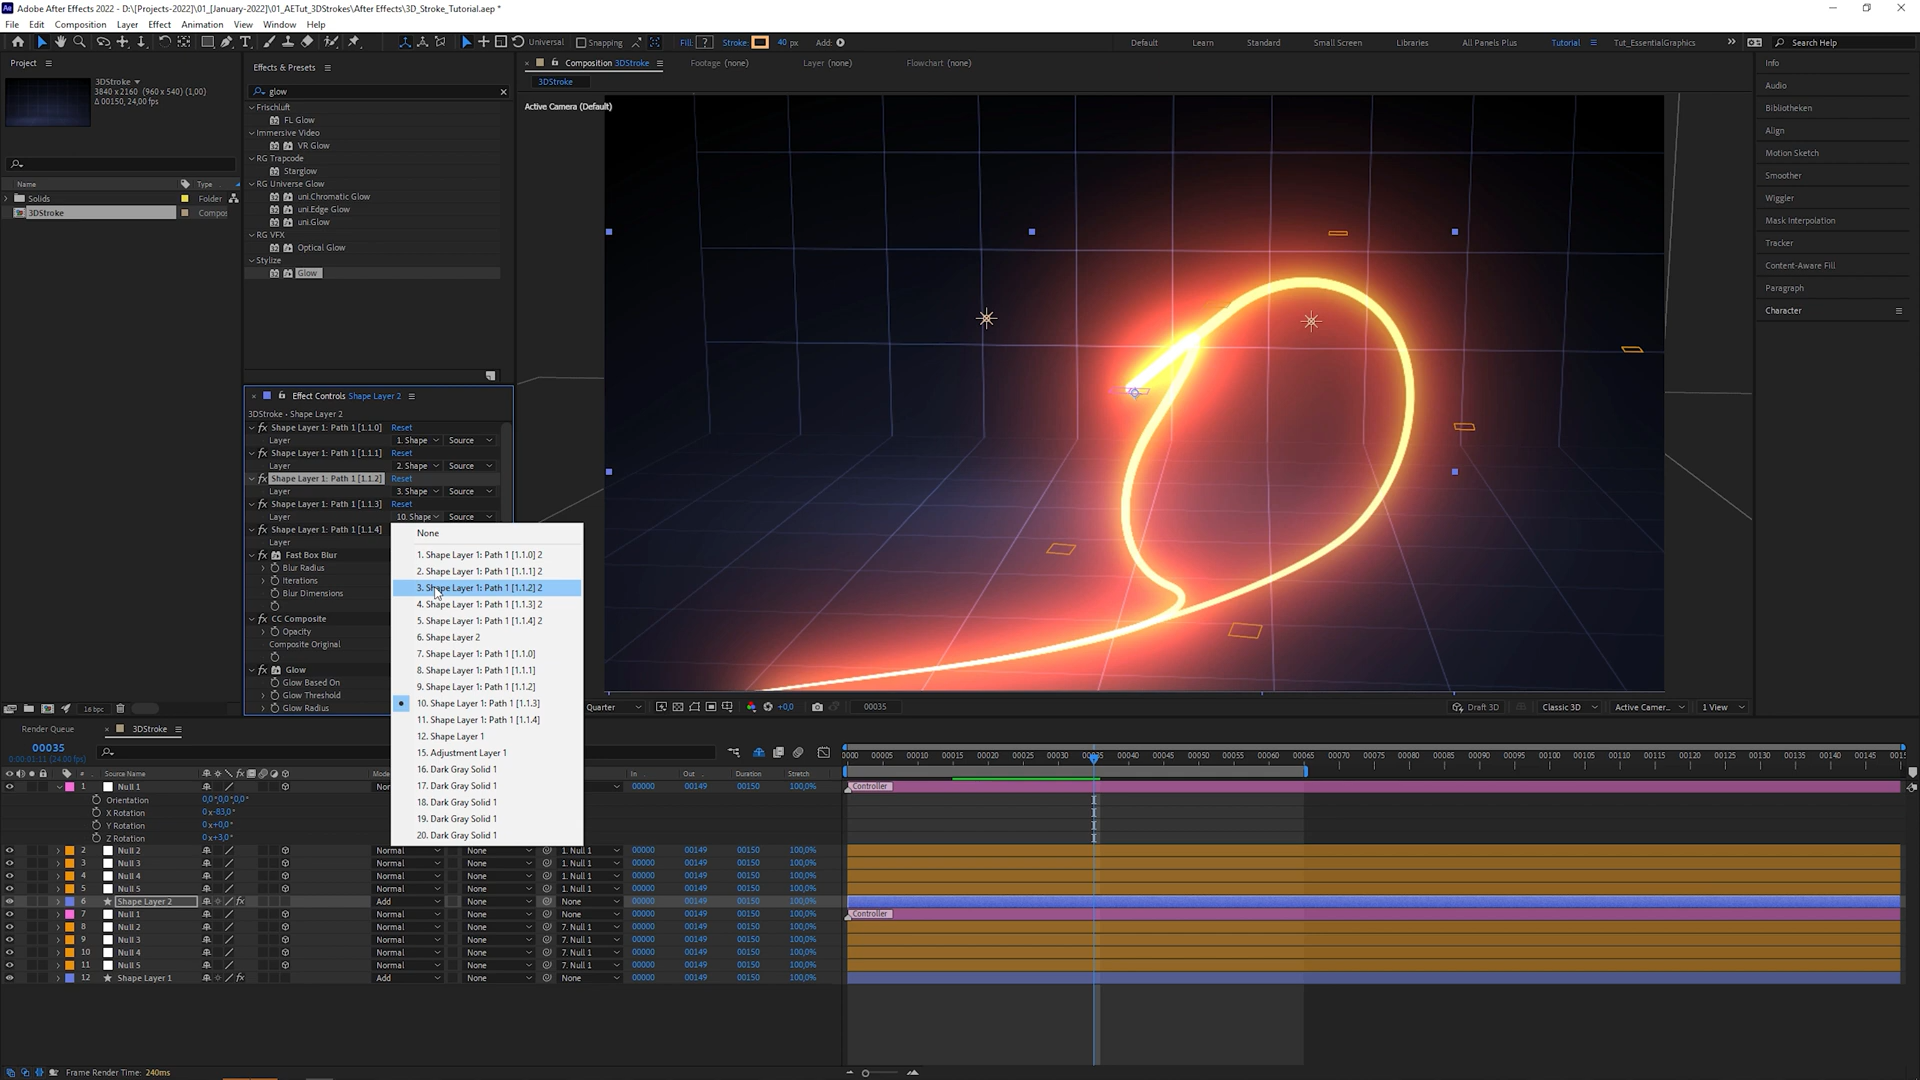 Adobe After Effects 2022 - D:\[Projects-2022]\01_[January-2022]\01_AETut_3DStrokes\After Effects\3D_Stroke_Tutorial.aep *
File Edit Composition Layer Effect Animation View Window Help
Universal Snapping Fill: ? Stroke: 40 px Add:
Default Learn Standard Small Screen Libraries All Panels Plus Tutorial Tut_EssentialGraphics Search Help
Project
3DStroke
3840 x2160 (960 x 540) (1,00)
Δ 00150, 24,00 fps
Name Type
Solids Folder
3DStroke Compos
16 bpc
Effects & Presets
glow
Frischluft
FL Glow
Immersive Video
VR Glow
RG Trapcode
Starglow
RG Universe Glow
uni.Chromatic Glow
uni.Edge Glow
uni.Glow
RG VFX
Optical Glow
Stylize
Glow
Effect Controls Shape Layer 2
3DStroke - Shape Layer 2
Shape Layer 1: Path 1 [1.1.0] Reset
Layer 1. Shape Source
Shape Layer 1: Path 1 [1.1.1] Reset
Layer 2. Shape Source
Shape Layer 1: Path 1 [1.1.2] Reset
Layer 3. Shape Source
Shape Layer 1: Path 1 [1.1.3] Reset
Layer 10. Shape Source
Shape Layer 1: Path 1 [1.1.4]
Layer
Fast Box Blur
Blur Radius
Iterations
Blur Dimensions
CC Composite
Opacity
Composite Original
Glow
Glow Based On
Glow Threshold
Glow Radius
None
1. Shape Layer 1: Path 1 [1.1.0] 2
2. Shape Layer 1: Path 1 [1.1.1] 2
3. Shape Layer 1: Path 1 [1.1.2] 2
4. Shape Layer 1: Path 1 [1.1.3] 2
5. Shape Layer 1: Path 1 [1.1.4] 2
6. Shape Layer 2
7. Shape Layer 1: Path 1 [1.1.0]
8. Shape Layer 1: Path 1 [1.1.1]
9. Shape Layer 1: Path 1 [1.1.2]
10. Shape Layer 1: Path 1 [1.1.3]
11. Shape Layer 1: Path 1 [1.1.4]
12. Shape Layer 1
15. Adjustment Layer 1
16. Dark Gray Solid 1
17. Dark Gray Solid 1
18. Dark Gray Solid 1
19. Dark Gray Solid 1
20. Dark Gray Solid 1
Composition 3DStroke Footage (none) Layer (none) Flowchart (none)
3DStroke
Active Camera (Default)
Quarter +0,0 00035 Draft 3D Classic 3D Active Camer... 1 View
Info
Audio
Bibliotheken
Align
Motion Sketch
Smoother
Wiggler
Mask Interpolation
Tracker
Content-Aware Fill
Paragraph
Character
Render Queue 3DStroke
00035
0:00:01:11 (24.00 fps)
# Source Name Mode In Out Duration Stretch
0000 00005 00010 00015 00020 00025 00030 00035 00040 00045 00050 00055 00060 00065 00070 00075 00080 00085 00090 00095 00100 00105 00110 00115 00120 00125 00130 00135 00140 00145 0015
1 Null 1 Nor 00000 00149 00150 100,0% Controller
Orientation 0,0°,0,0°,0,0°
X Rotation 0x-83,0°
Y Rotation 0x+0,0°
Z Rotation 0x+3,0°
2 Null 2 Normal None 1. Null 1 00000 00149 00150 100,0%
3 Null 3 Normal None 1. Null 1 00000 00149 00150 100,0%
4 Null 4 Normal None 1. Null 1 00000 00149 00150 100,0%
5 Null 5 Normal None 1. Null 1 00000 00149 00150 100,0%
6 Shape Layer 2 Add None None 00000 00149 00150 100,0%
7 Null 1 Normal None None 00000 00149 00150 100,0% Controller
8 Null 2 Normal None 7. Null 1 00000 00149 00150 100,0%
9 Null 3 Normal None 7. Null 1 00000 00149 00150 100,0%
10 Null 4 Normal None 7. Null 1 00000 00149 00150 100,0%
11 Null 5 Normal None 7. Null 1 00000 00149 00150 100,0%
12 Shape Layer 1 Add None None 00000 00149 00150 100,0%
Frame Render Time: 240ms